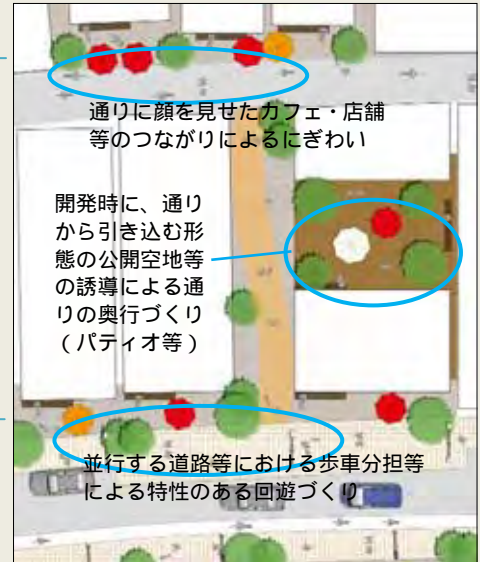 通りに顔を見せたカフェ・店舗
等のつながりによるにぎわい
開発時に、通り
から引き込む形
態の公開空地等
の誘導による通
りの奥行づくり
(パティオ等)
並行する道路等における歩車分担等
による特性のある回遊づくり